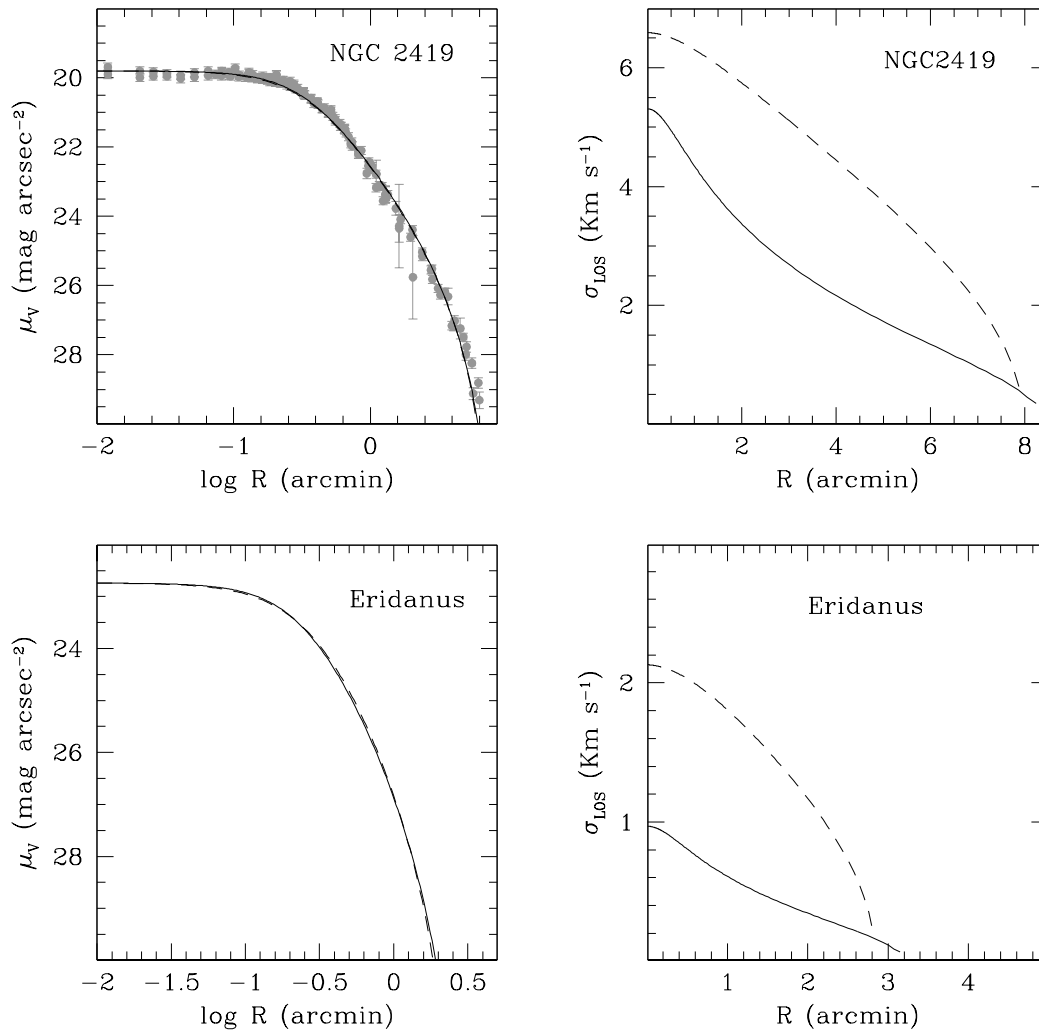 NGC 2419
20
22
24
26
28
μV (mag arcsec−2)
−2
−1
0
log R (arcmin)
NGC2419
6
4
2
σLOS (Km s−1)
2
4
6
8
R (arcmin)
Eridanus
24
26
28
μV (mag arcsec−2)
−2
−1.5
−1
−0.5
0
0.5
log R (arcmin)
Eridanus
2
1
σLOS (Km s−1)
1
2
3
4
R (arcmin)